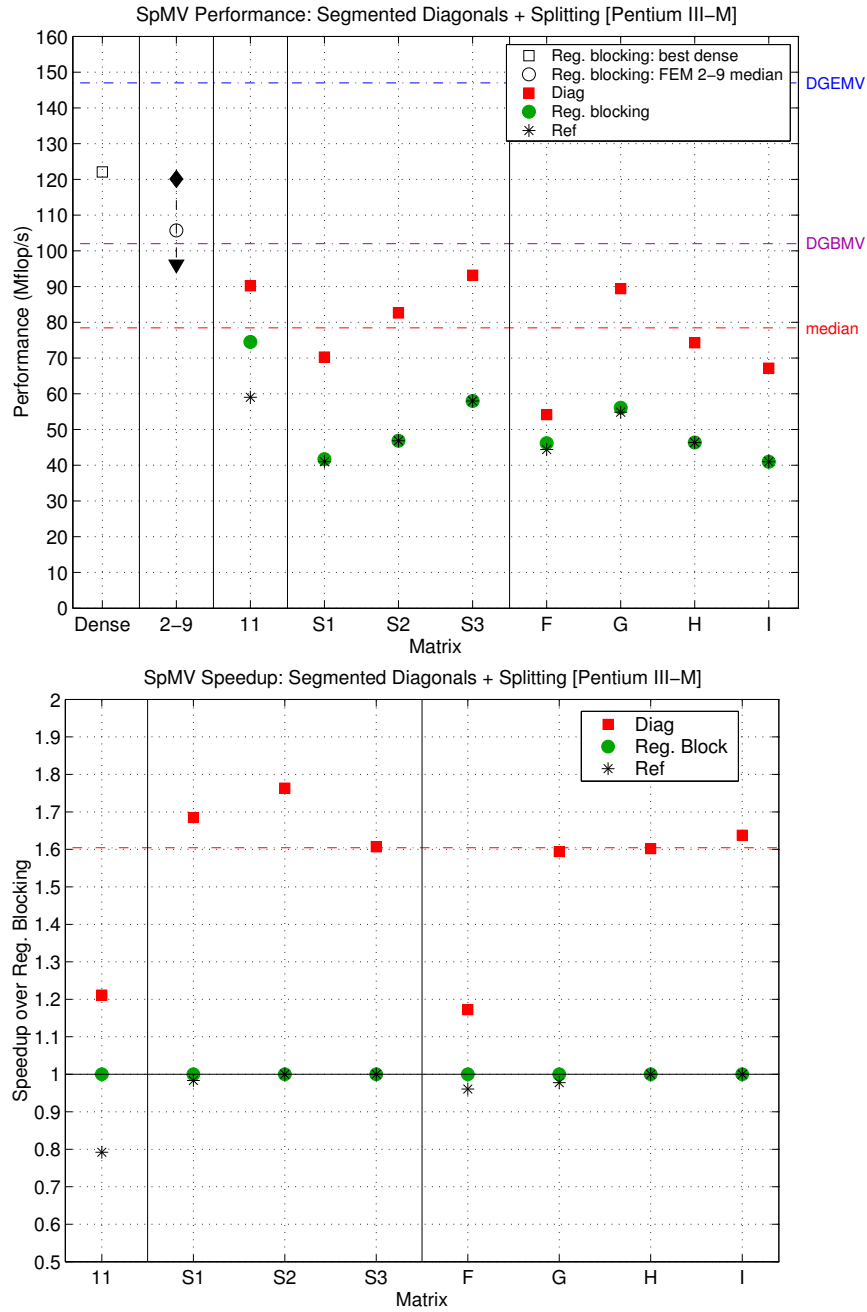 SpMV Performance: Segmented Diagonals + Splitting [Pentium III−M]
160
150
140
130
120
110
100
90
80
70
60
50
40
30
20
10
0
Performance (Mflop/s)
Reg. blocking: best dense
Reg. blocking: FEM 2−9 median
Diag
Reg. blocking
Ref
DGEMV
DGBMV
median
Dense 2−9 11 S1 S2 S3 F G H I
Matrix
SpMV Speedup: Segmented Diagonals + Splitting [Pentium III−M]
2
1.9
1.8
1.7
1.6
1.5
1.4
1.3
1.2
1.1
1
0.9
0.8
0.7
0.6
0.5
Speedup over Reg. Blocking
Diag
Reg. Block
Ref
11 S1 S2 S3 F G H I
Matrix